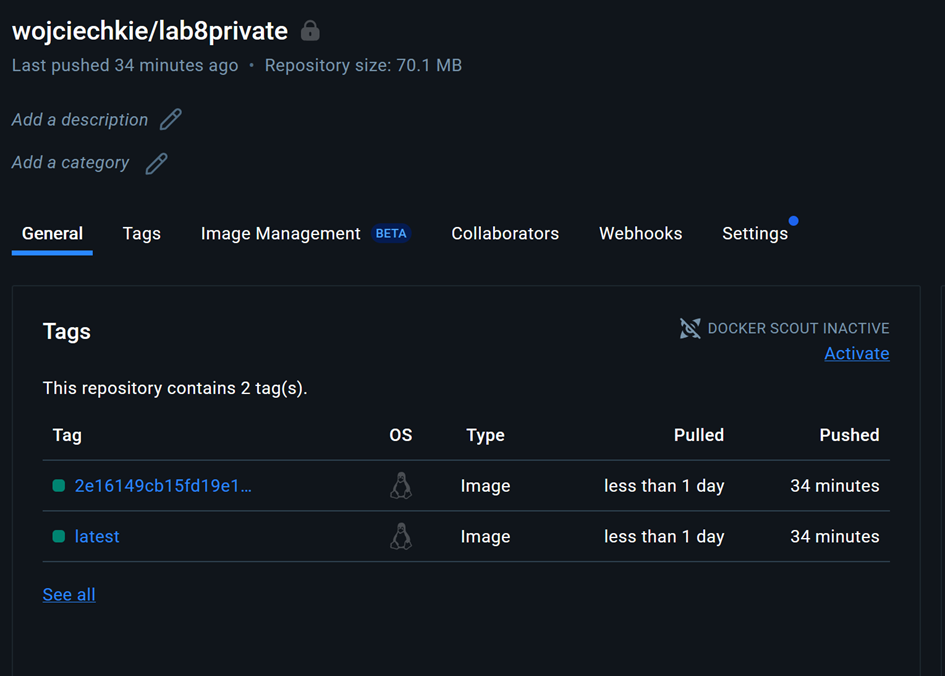 wojciechkie/lab8private
Last pushed 34 minutes ago • Repository size: 70.1 MB
Add a description
Add a category
General Tags Image Management BETA Collaborators Webhooks Settings
Tags
DOCKER SCOUT INACTIVE
Activate
This repository contains 2 tag(s).
Tag OS Type Pulled Pushed
2e16149cb15fd19e1... Image less than 1 day 34 minutes
latest Image less than 1 day 34 minutes
See all